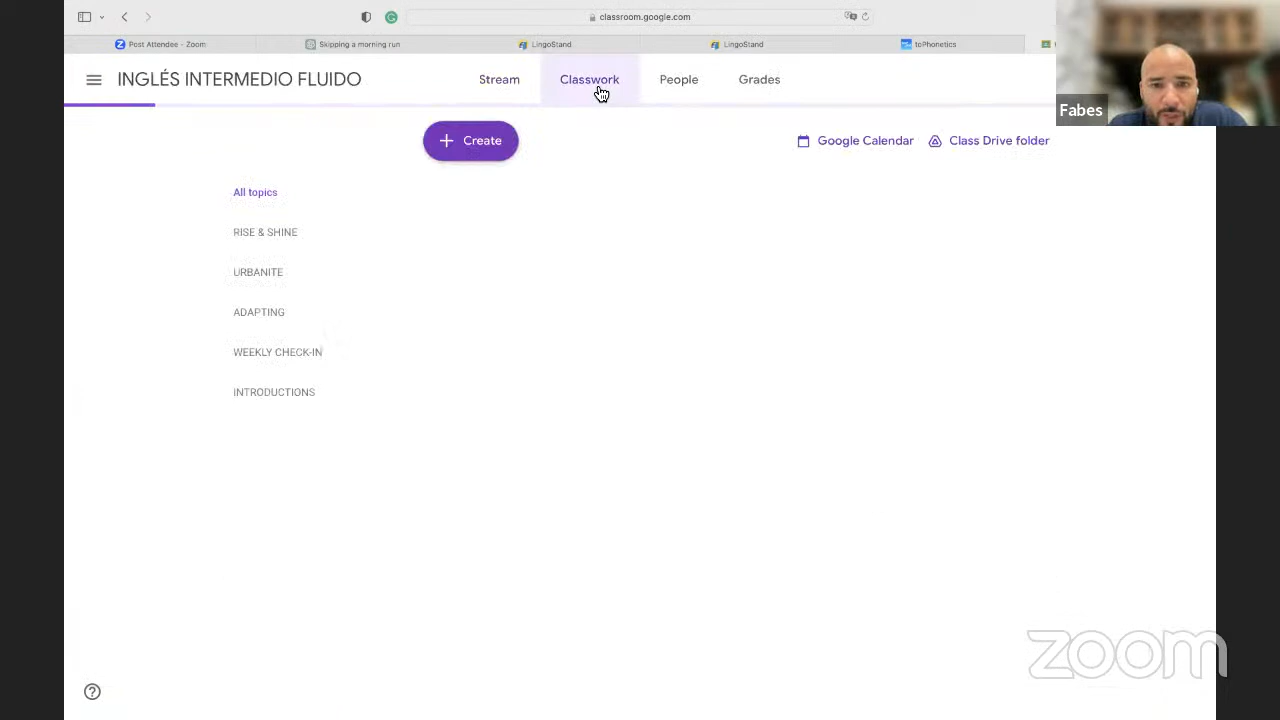 classroom.google.com
Post Attendee - Zoom
Skipping a morning run
LingoStand
LingoStand
toPhonetics
INGLÉS INTERMEDIO FLUIDO
Stream
Classwork
People
Grades
Fabes
Create
Google Calendar
Class Drive folder
All topics
RISE & SHINE
URBANITE
ADAPTING
WEEKLY CHECK-IN
INTRODUCTIONS
zoom